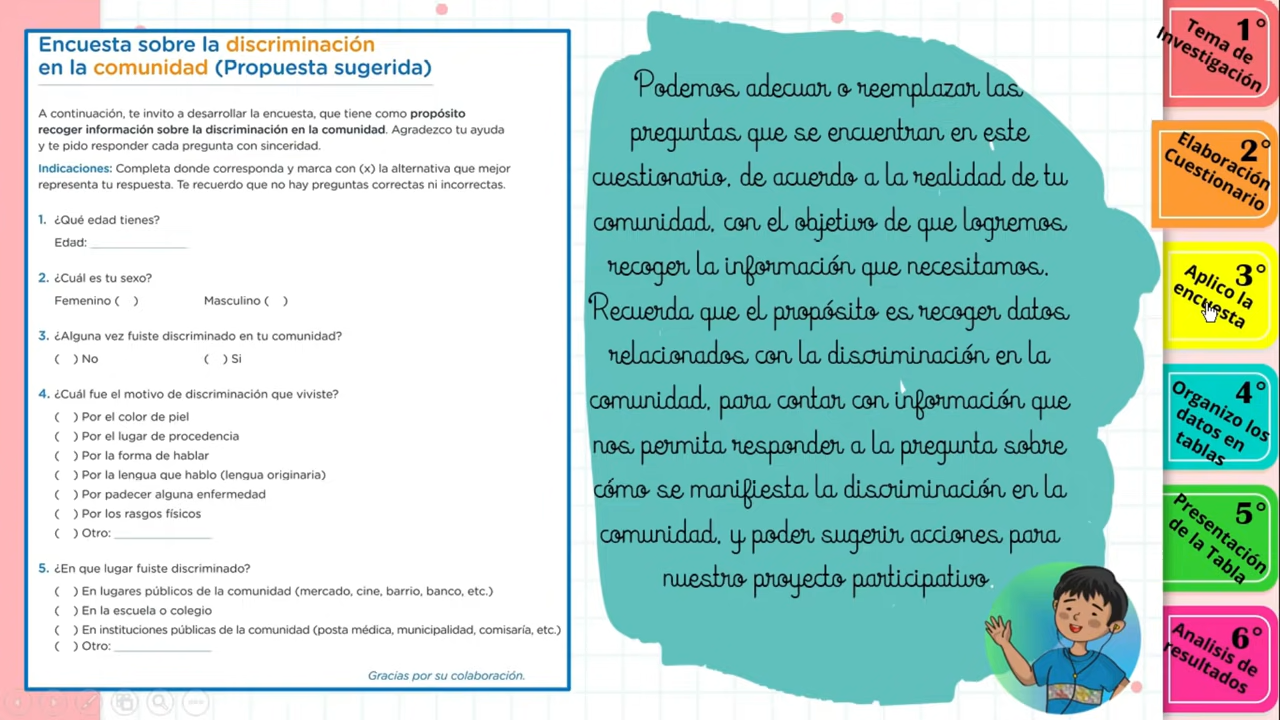 Encuesta sobre la discriminación
en la comunidad (Propuesta sugerida)
A continuación, te invito a desarrollar la encuesta, que tiene como propósito
recoger información sobre la discriminación en la comunidad. Agradezco tu ayuda
y te pido responder cada pregunta con sinceridad.
Indicaciones: Completa donde corresponda y marca con (x) la alternativa que mejor
representa tu respuesta. Te recuerdo que no hay preguntas correctas ni incorrectas.
1. ¿Qué edad tienes?
Edad: _______________
2. ¿Cuál es tu sexo?
Femenino ( ) Masculino ( )
3. ¿Alguna vez fuiste discriminado en tu comunidad?
( ) No ( ) Si
4. ¿Cuál fue el motivo de discriminación que viviste?
( ) Por el color de piel
( ) Por el lugar de procedencia
( ) Por la forma de hablar
( ) Por la lengua que hablo (lengua originaria)
( ) Por padecer alguna enfermedad
( ) Por los rasgos físicos
( ) Otro: _______________
5. ¿En que lugar fuiste discriminado?
( ) En lugares públicos de la comunidad (mercado, cine, barrio, banco, etc.)
( ) En la escuela o colegio
( ) En instituciones públicas de la comunidad (posta médica, municipalidad, comisaría, etc.)
( ) Otro: _______________
Gracias por su colaboración.
Podemos adecuar o reemplazar las
preguntas que se encuentran en este
cuestionario, de acuerdo a la realidad de tu
comunidad, con el objetivo de que logremos
recoger la información que necesitamos.
Recuerda que el propósito es recoger datos
relacionados con la discriminación en la
comunidad, para contar con información que
nos permita responder a la pregunta sobre
cómo se manifiesta la discriminación en la
comunidad, y poder sugerir acciones para
nuestro proyecto participativo.
1°
Tema de
Investigación
2°
Elaboración
Cuestionario
3°
Aplico la
encuesta
4°
Organizo los
datos en
tablas
5°
Presentación
de la Tabla
6°
Analisis de
resultados